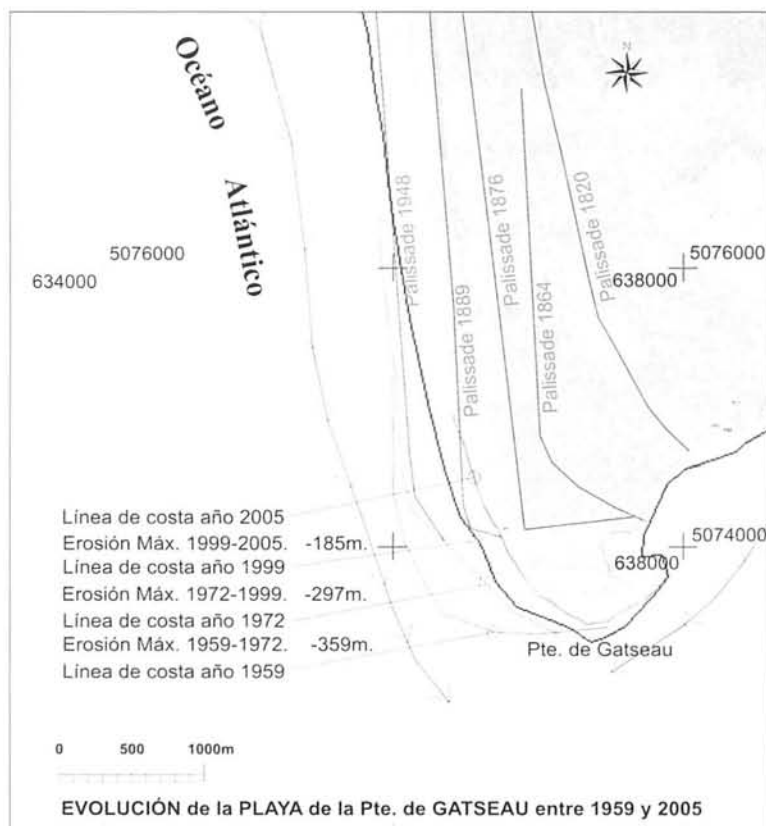 N
Océano
Atlántico
Palissade 1948
Palissade 1889
Palissade 1876
Palissade 1864
Palissade 1820
5076000
634000
5076000
638000
Línea de costa año 2005
Erosión Máx. 1999-2005. -185m.
Línea de costa año 1999
Erosión Máx. 1972-1999. -297m.
Línea de costa año 1972
Erosión Máx. 1959-1972. -359m.
Línea de costa año 1959
5074000
638000
Pte. de Gatseau
0 500 1000m
EVOLUCIÓN de la PLAYA de la Pte. de GATSEAU entre 1959 y 2005